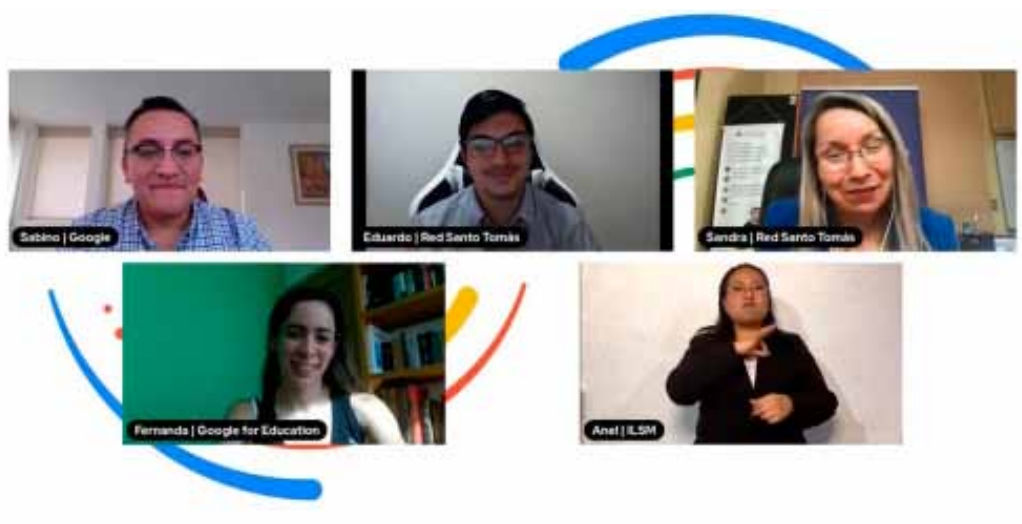 Sabino | Google
Eduardo | Red Santo Tomás
Sandra | Red Santo Tomás
Fernanda | Google for Education
Anel | ILSM